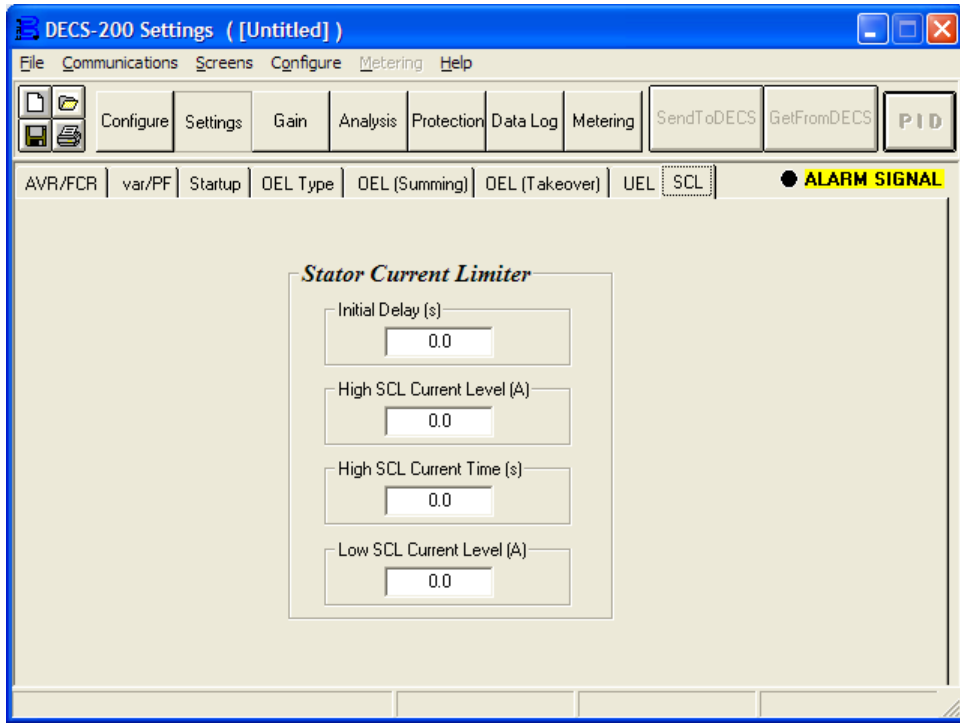 DECS-200 Settings ( [Untitled] )
File Communications Screens Configure Metering Help
Configure Settings Gain Analysis Protection Data Log Metering SendToDECS GetFromDECS PID
AVR/FCR var/PF Startup OEL Type OEL (Summing) OEL (Takeover) UEL SCL ALARM SIGNAL
Stator Current Limiter
Initial Delay (s)
0.0
High SCL Current Level (A)
0.0
High SCL Current Time (s)
0.0
Low SCL Current Level (A)
0.0